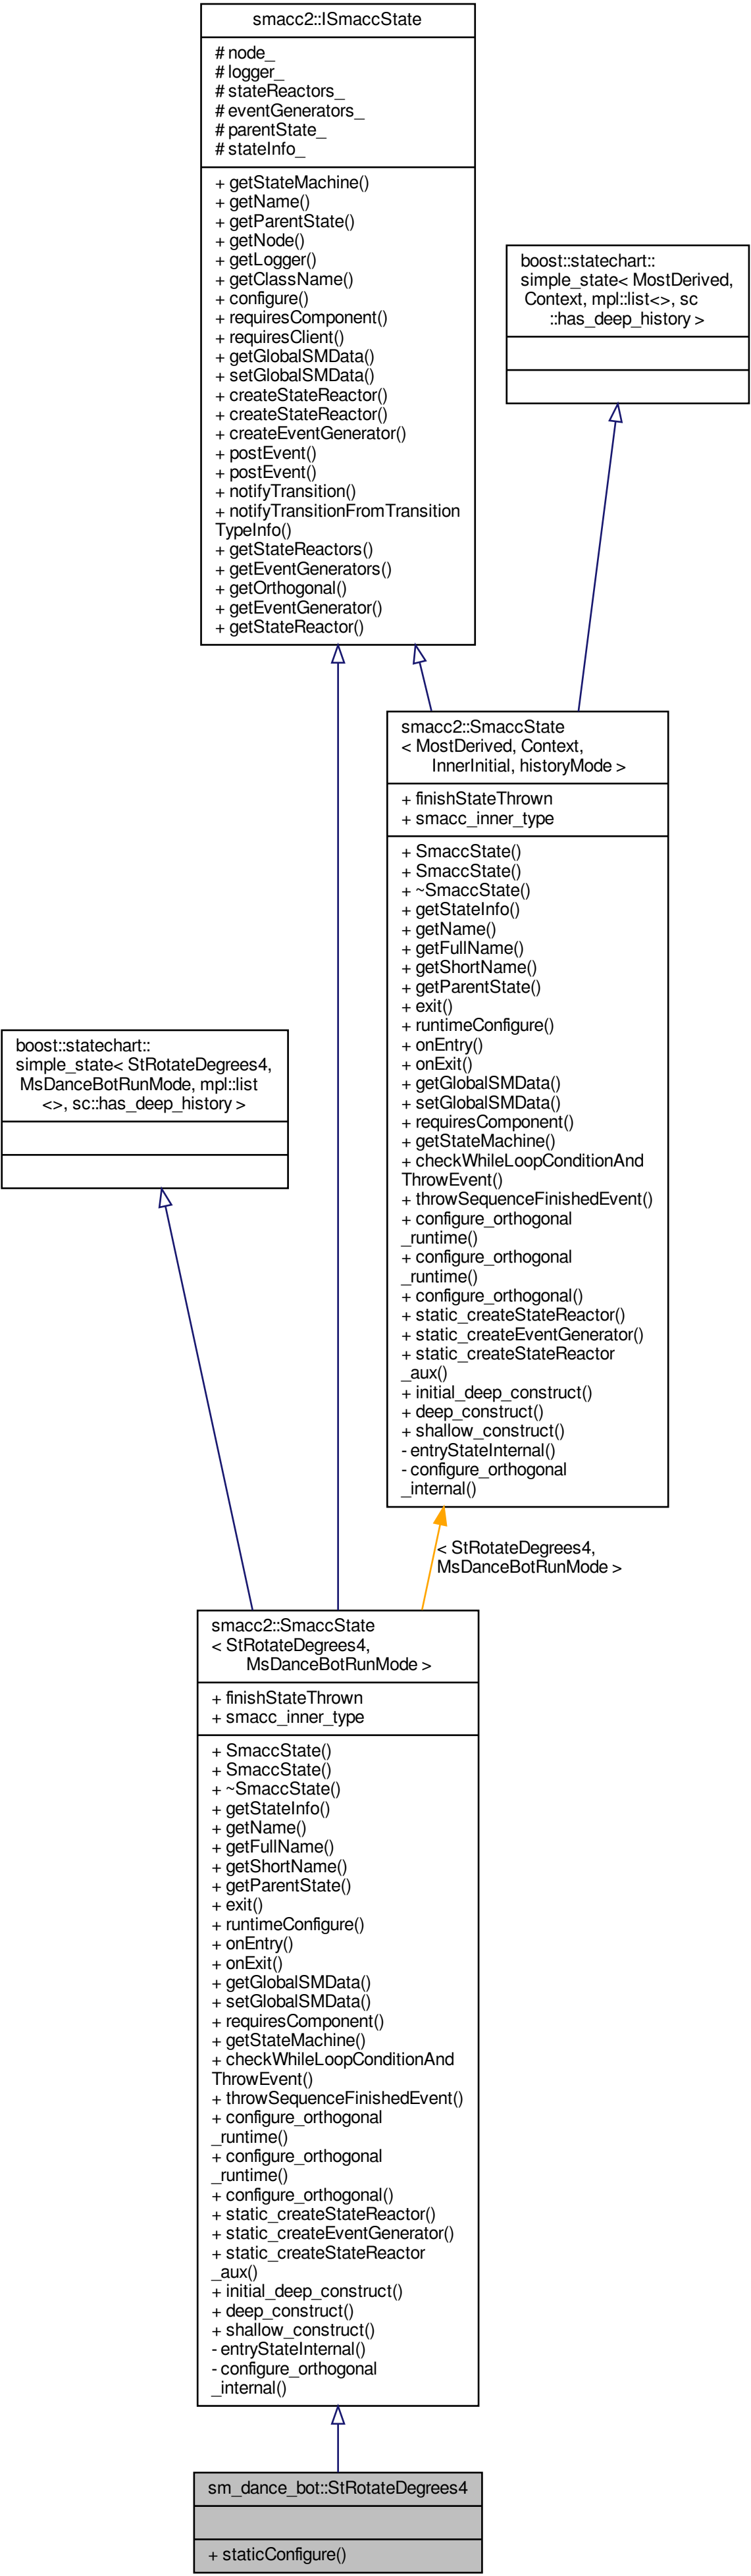 smacc2::ISmaccState
# node_
# logger_
# stateReactors_
# eventGenerators_
# parentState_
# stateInfo_
+ getStateMachine()
+ getName()
+ getParentState()
+ getNode()
+ getLogger()
+ getClassName()
+ configure()
+ requiresComponent()
+ requiresClient()
+ getGlobalSMData()
+ setGlobalSMData()
+ createStateReactor()
+ createStateReactor()
+ createEventGenerator()
+ postEvent()
+ postEvent()
+ notifyTransition()
+ notifyTransitionFromTransition
TypeInfo()
+ getStateReactors()
+ getEventGenerators()
+ getOrthogonal()
+ getEventGenerator()
+ getStateReactor()
boost::statechart::
simple_state< MostDerived,
Context, mpl::list<>, sc
::has_deep_history >
smacc2::SmaccState
< MostDerived, Context,
InnerInitial, historyMode >
+ finishStateThrown
+ smacc_inner_type
+ SmaccState()
+ SmaccState()
+ ~SmaccState()
+ getStateInfo()
+ getName()
+ getFullName()
+ getShortName()
+ getParentState()
+ exit()
+ runtimeConfigure()
+ onEntry()
+ onExit()
+ getGlobalSMData()
+ setGlobalSMData()
+ requiresComponent()
+ getStateMachine()
+ checkWhileLoopConditionAnd
ThrowEvent()
+ throwSequenceFinishedEvent()
+ configure_orthogonal
_runtime()
+ configure_orthogonal
_runtime()
+ configure_orthogonal()
+ static_createStateReactor()
+ static_createEventGenerator()
+ static_createStateReactor
_aux()
+ initial_deep_construct()
+ deep_construct()
+ shallow_construct()
- entryStateInternal()
- configure_orthogonal
_internal()
boost::statechart::
simple_state< StRotateDegrees4,
MsDanceBotRunMode, mpl::list
<>, sc::has_deep_history >
< StRotateDegrees4,
MsDanceBotRunMode >
smacc2::SmaccState
< StRotateDegrees4,
MsDanceBotRunMode >
+ finishStateThrown
+ smacc_inner_type
+ SmaccState()
+ SmaccState()
+ ~SmaccState()
+ getStateInfo()
+ getName()
+ getFullName()
+ getShortName()
+ getParentState()
+ exit()
+ runtimeConfigure()
+ onEntry()
+ onExit()
+ getGlobalSMData()
+ setGlobalSMData()
+ requiresComponent()
+ getStateMachine()
+ checkWhileLoopConditionAnd
ThrowEvent()
+ throwSequenceFinishedEvent()
+ configure_orthogonal
_runtime()
+ configure_orthogonal
_runtime()
+ configure_orthogonal()
+ static_createStateReactor()
+ static_createEventGenerator()
+ static_createStateReactor
_aux()
+ initial_deep_construct()
+ deep_construct()
+ shallow_construct()
- entryStateInternal()
- configure_orthogonal
_internal()
sm_dance_bot::StRotateDegrees4
+ staticConfigure()